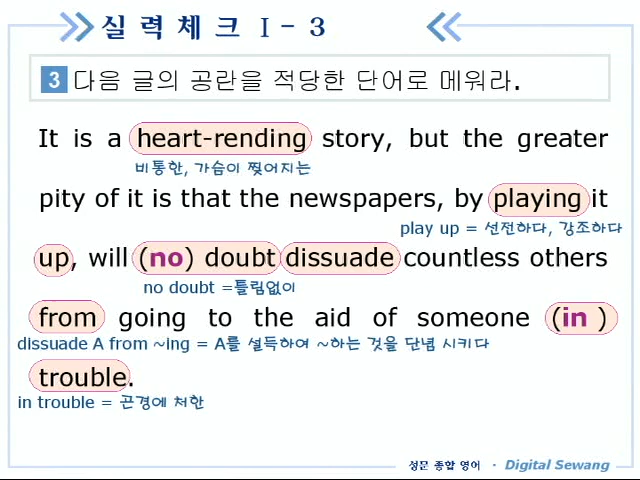 실 력 체 크 Ⅰ - 3
3 다음 글의 공란을 적당한 단어로 메워라.
It is a heart-rending story, but the greater
비통한, 가슴이 찢어지는
pity of it is that the newspapers, by playing it
play up = 선전하다, 강조하다
up, will (no) doubt dissuade countless others
no doubt =틀림없이
from going to the aid of someone (in )
dissuade A from ~ing = A를 설득하여 ~하는 것을 단념 시키다
trouble.
in trouble = 곤경에 처한
성문 종합 영어 · Digital Sewang